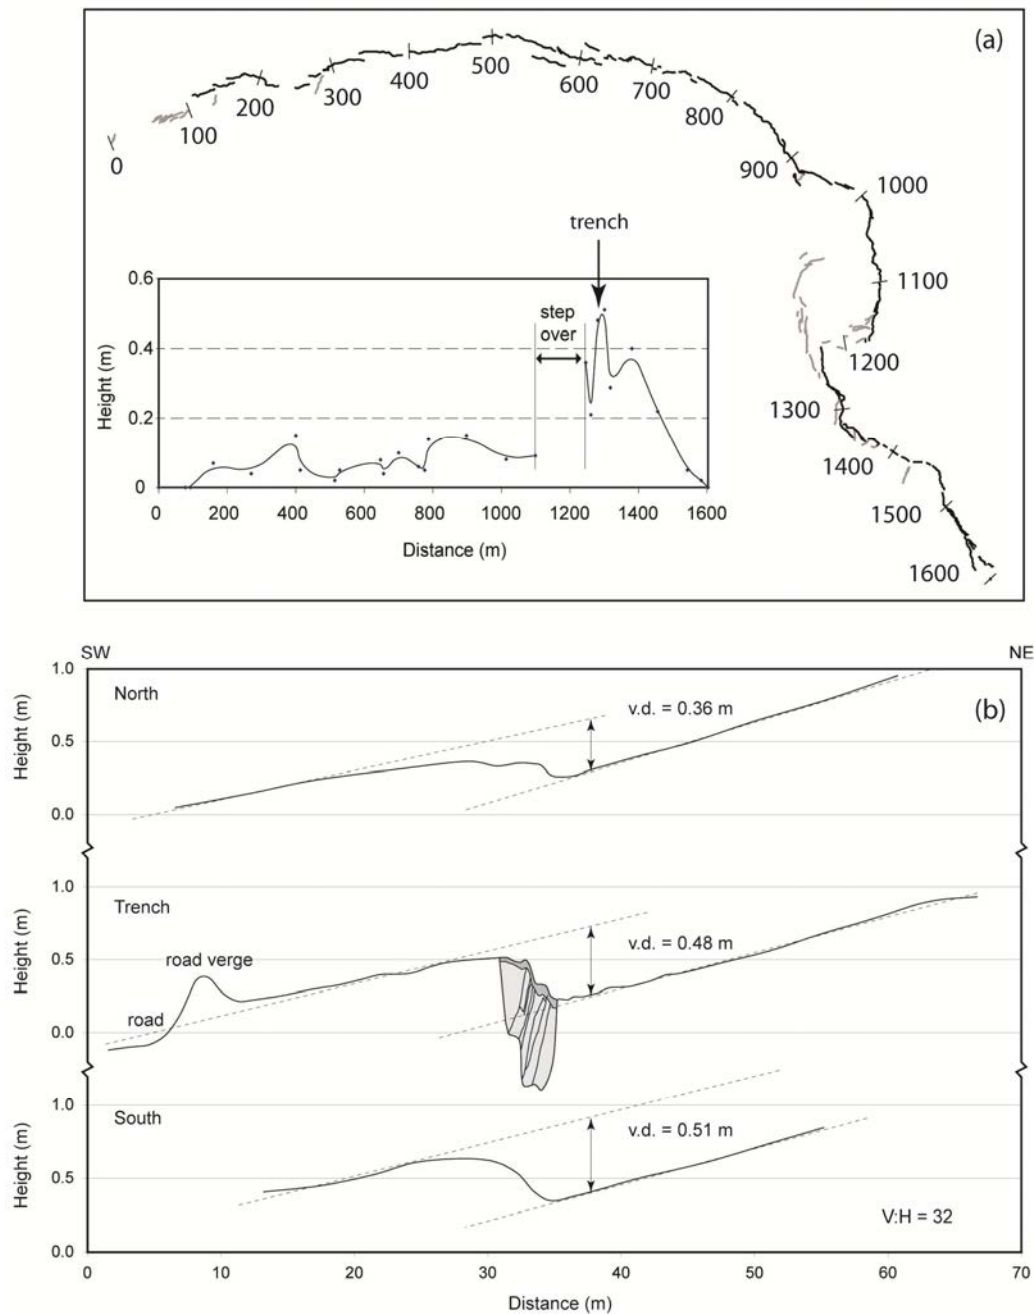 (a)
0
100
200
300
400
500
600
700
800
900
1000
1100
1200
1300
1400
1500
1600
trench
step
over
Height (m)
0.6
0.4
0.2
0
0 200 400 600 800 1000 1200 1400 1600
Distance (m)
SW NE
(b)
Height (m)
1.0
0.5
0.0
North
v.d. = 0.36 m
Height (m)
1.0
0.5
0.0
Trench
road verge
road
v.d. = 0.48 m
Height (m)
1.0
0.5
0.0
South
v.d. = 0.51 m
V:H = 32
0 10 20 30 40 50 60 70
Distance (m)